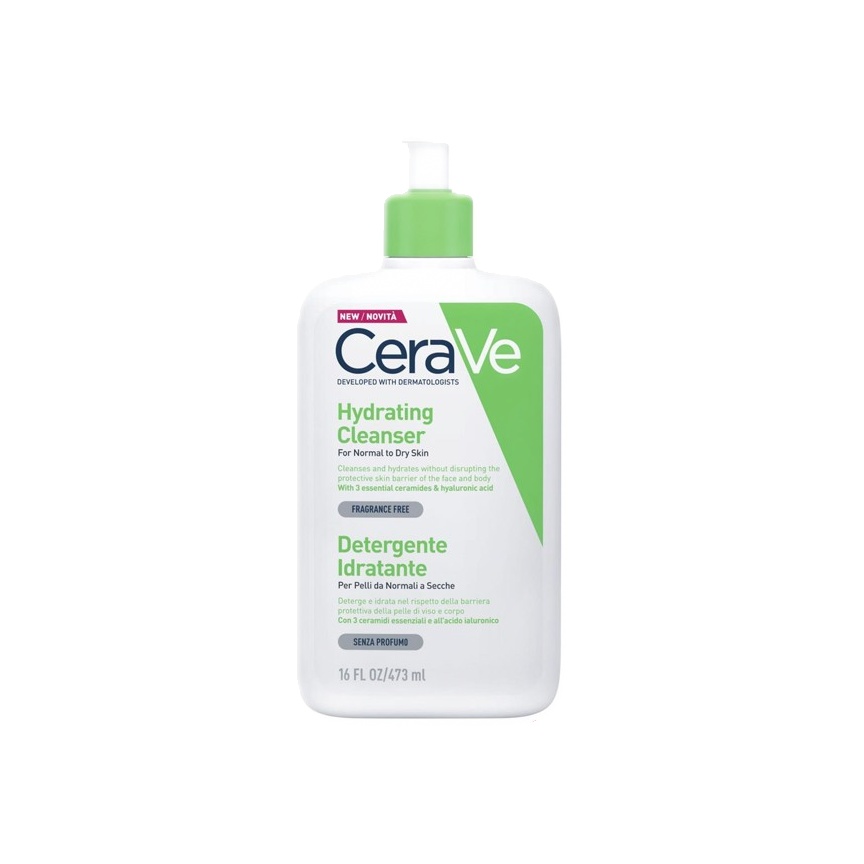 NEW / NOVITÀ
CeraVe
DEVELOPED WITH DERMATOLOGISTS
Hydrating
Cleanser
For Normal to Dry Skin
Cleanses and hydrates without disrupting the
protective skin barrier of the face and body
With 3 essential ceramides & hyaluronic acid
FRAGRANCE FREE
Detergente
Idratante
Per Pelli da Normali a Secche
Deterge e idrata nel rispetto della barriera
protettiva della pelle di viso e corpo
Con 3 ceramidi essenziali e all'acido ialuronico
SENZA PROFUMO
16 FL OZ/473 ml